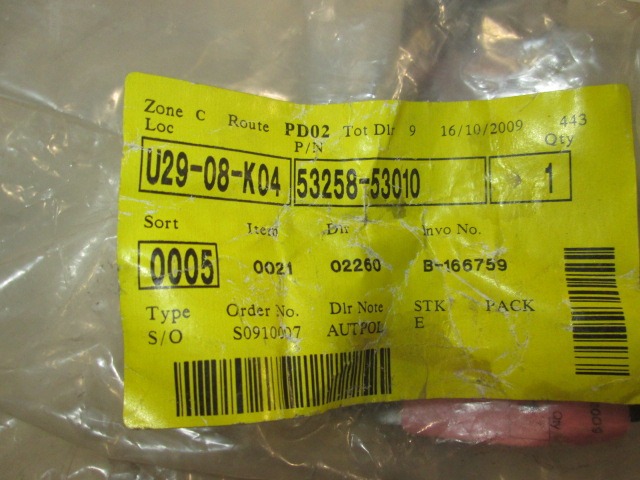 Zone C Route PD02 Tot Dlr 9 16/10/2009 443
Loc P/N Qty
U29-08-K04 53258-53010 1
Sort Item Dlr Invo No.
0005 0021 02260 B-166759
Type Order No. Dlr Note STK PACK
S/O S0910007 AUTPOL E
Qty